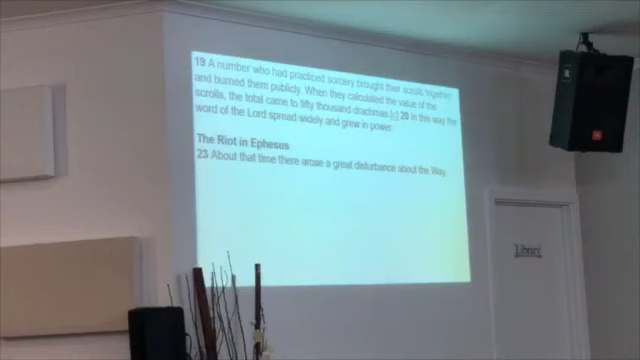 19 A number who had practiced sorcery brought their scrolls together
and burned them publicly. When they calculated the value of the
scrolls, the total came to fifty thousand drachmas.[c] 20 In this way the
word of the Lord spread widely and grew in power.
The Riot in Ephesus
23 About that time there arose a great disturbance about the Way.
Library
JBL